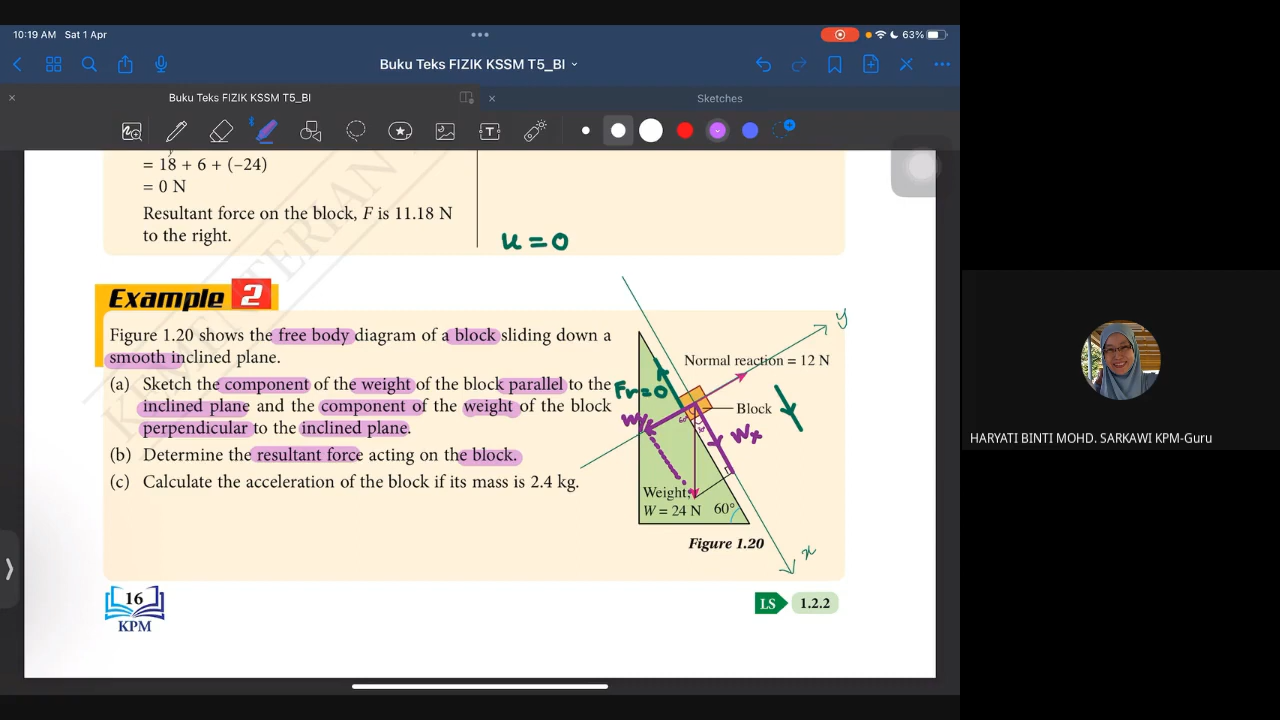 10:19 AM Sat 1 Apr
63%
Buku Teks FIZIK KSSM T5_BI
Buku Teks FIZIK KSSM T5_BI
Sketches
= 18 + 6 + (−24)
= 0 N
Resultant force on the block, F is 11.18 N
to the right.
u = 0
Example 2
Figure 1.20 shows the free body diagram of a block sliding down a
smooth inclined plane.
(a) Sketch the component of the weight of the block parallel to the
inclined plane and the component of the weight of the block
perpendicular to the inclined plane.
(b) Determine the resultant force acting on the block.
(c) Calculate the acceleration of the block if its mass is 2.4 kg.
y
Normal reaction = 12 N
Fr=0
Block
Wy
60°
Wx
Weight,
W = 24 N
60°
Figure 1.20
x
16
KPM
LS 1.2.2
HARYATI BINTI MOHD. SARKAWI KPM-Guru